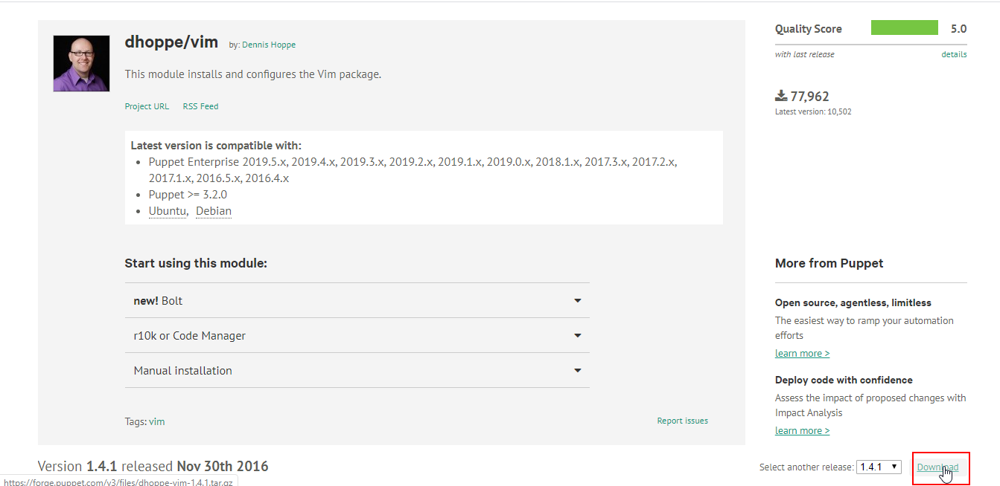 dhoppe/vim by: Dennis Hoppe
This module installs and configures the Vim package.
Project URL RSS Feed
Latest version is compatible with:
Puppet Enterprise 2019.5.x, 2019.4.x, 2019.3.x, 2019.2.x, 2019.1.x, 2019.0.x, 2018.1.x, 2017.3.x, 2017.2.x,
2017.1.x, 2016.5.x, 2016.4.x
Puppet >= 3.2.0
Ubuntu, Debian
Start using this module:
new! Bolt
r10k or Code Manager
Manual installation
Tags: vim
Report issues
Quality Score 5.0
with last release details
77,962
Latest version: 10,502
More from Puppet
Open source, agentless, limitless
The easiest way to ramp your automation
efforts
learn more >
Deploy code with confidence
Assess the impact of proposed changes with
Impact Analysis
learn more >
Version 1.4.1 released Nov 30th 2016
Select another release: 1.4.1 Download
https://forge.puppet.com/v3/files/dhoppe-vim-1.4.1.tar.gz